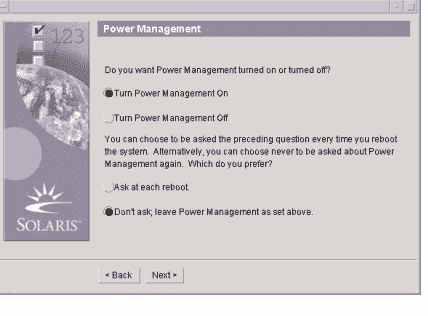 123
Power Management
Do you want Power Management turned on or turned off?
Turn Power Management On
Turn Power Management Off
You can choose to be asked the preceding question every time you reboot
the system. Alternatively, you can choose never to be asked about Power
Management again. Which do you prefer?
Ask at each reboot.
Don't ask; leave Power Management as set above.
SOLARIS™
< Back
Next >